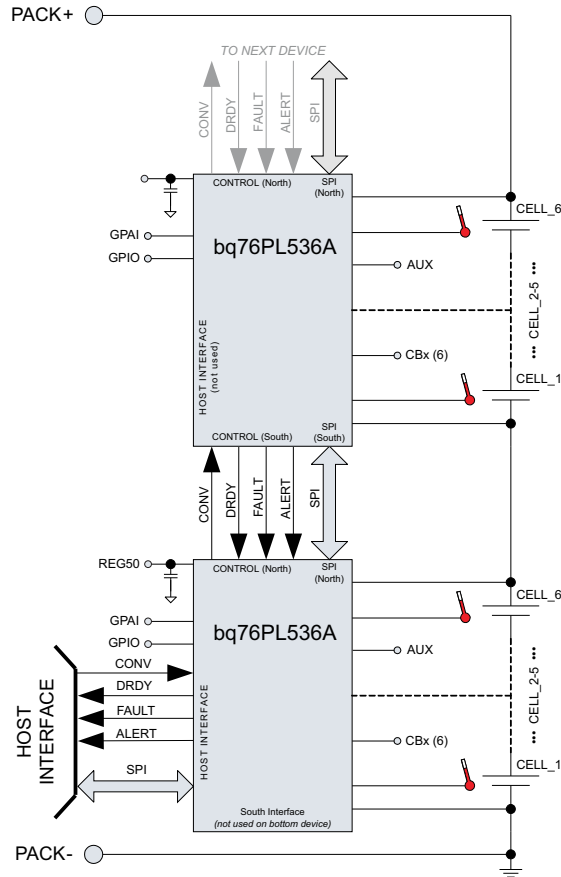 PACK+
TO NEXT DEVICE
CONV
DRDY
FAULT
ALERT
SPI
CONTROL (North)
SPI
(North)
GPAI
GPIO
bq76PL536A
HOST INTERFACE
(not used)
CELL_6
AUX
... CELL_2-5 ...
CBx (6)
CELL_1
SPI
(South)
CONTROL (South)
CONV
DRDY
FAULT
ALERT
SPI
REG50
CONTROL (North)
SPI
(North)
GPAI
GPIO
bq76PL536A
CELL_6
AUX
... CELL_2-5 ...
CBx (6)
CELL_1
HOST
INTERFACE
CONV
DRDY
FAULT
ALERT
SPI
HOST INTERFACE
South Interface
(not used on bottom device)
PACK-